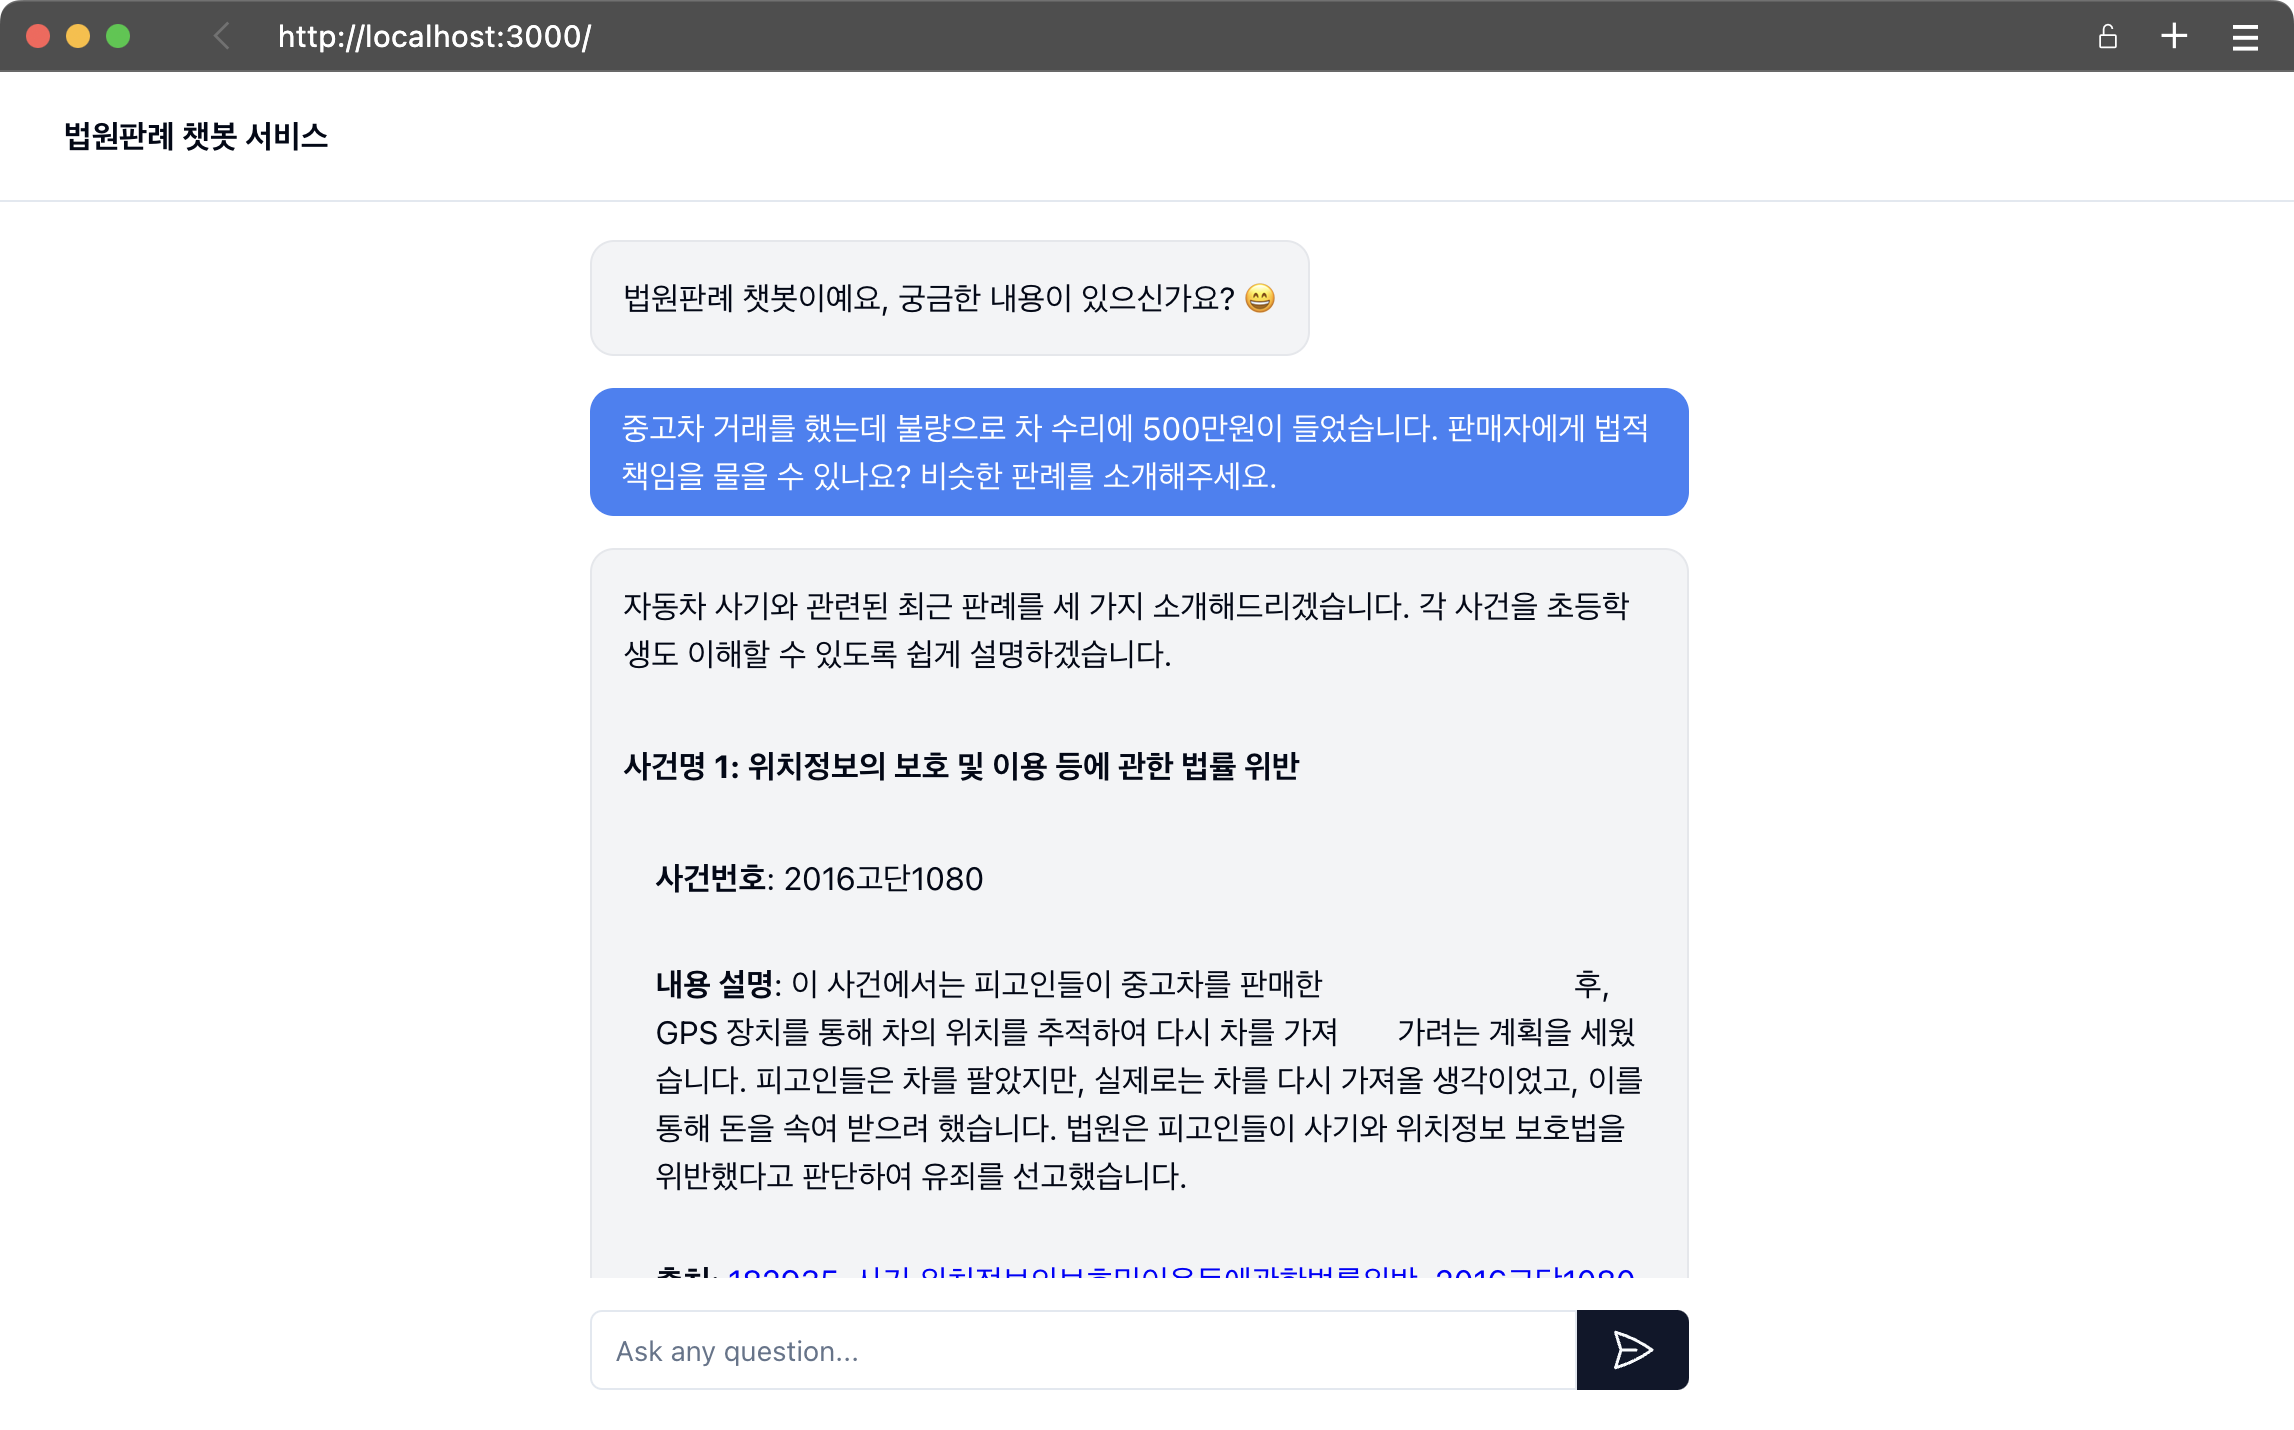 http://localhost:3000/
법원판례 챗봇 서비스
법원판례 챗봇이예요, 궁금한 내용이 있으신가요? 😄
중고차 거래를 했는데 불량으로 차 수리에 500만원이 들었습니다. 판매자에게 법적
책임을 물을 수 있나요? 비슷한 판례를 소개해주세요.
자동차 사기와 관련된 최근 판례를 세 가지 소개해드리겠습니다. 각 사건을 초등학
생도 이해할 수 있도록 쉽게 설명하겠습니다.
사건명 1: 위치정보의 보호 및 이용 등에 관한 법률 위반
사건번호: 2016고단1080
내용 설명: 이 사건에서는 피고인들이 중고차를 판매한 후,
GPS 장치를 통해 차의 위치를 추적하여 다시 차를 가져 가려는 계획을 세웠
습니다. 피고인들은 차를 팔았지만, 실제로는 차를 다시 가져올 생각이었고, 이를
통해 돈을 속여 받으려 했습니다. 법원은 피고인들이 사기와 위치정보 보호법을
위반했다고 판단하여 유죄를 선고했습니다.
Ask any question...